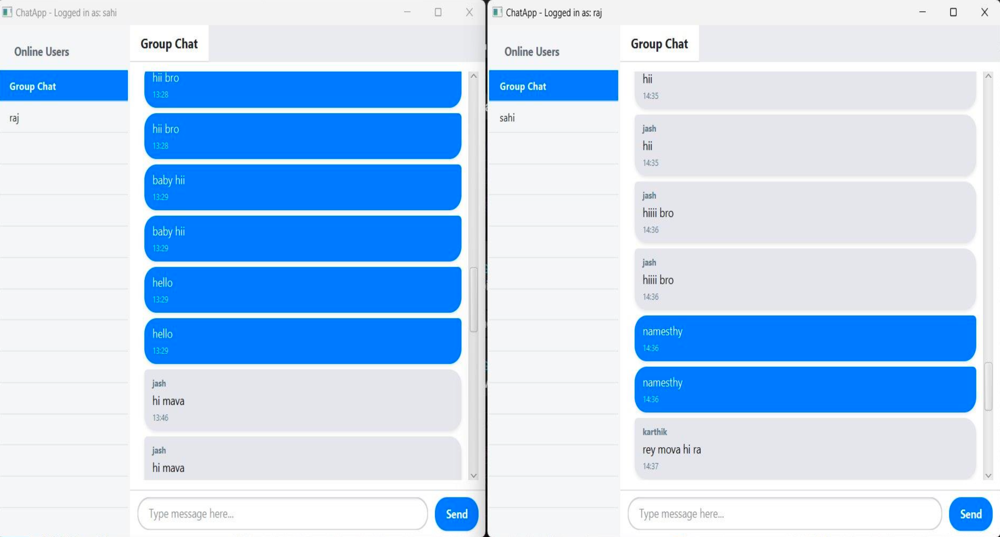 ChatApp - Logged in as: sahi
Online Users
Group Chat
raj
Group Chat
hii bro
13:28
hii bro
13:28
baby hii
13:29
baby hii
13:29
hello
13:29
hello
13:29
jash
hi mava
13:46
jash
hi mava
Type message here...
Send
ChatApp - Logged in as: raj
Online Users
Group Chat
sahi
Group Chat
hii
14:35
jash
hii
14:35
jash
hiiii bro
14:36
jash
hiiii bro
14:36
namesthy
14:36
namesthy
14:36
karthik
rey mova hi ra
14:37
Type message here...
Send